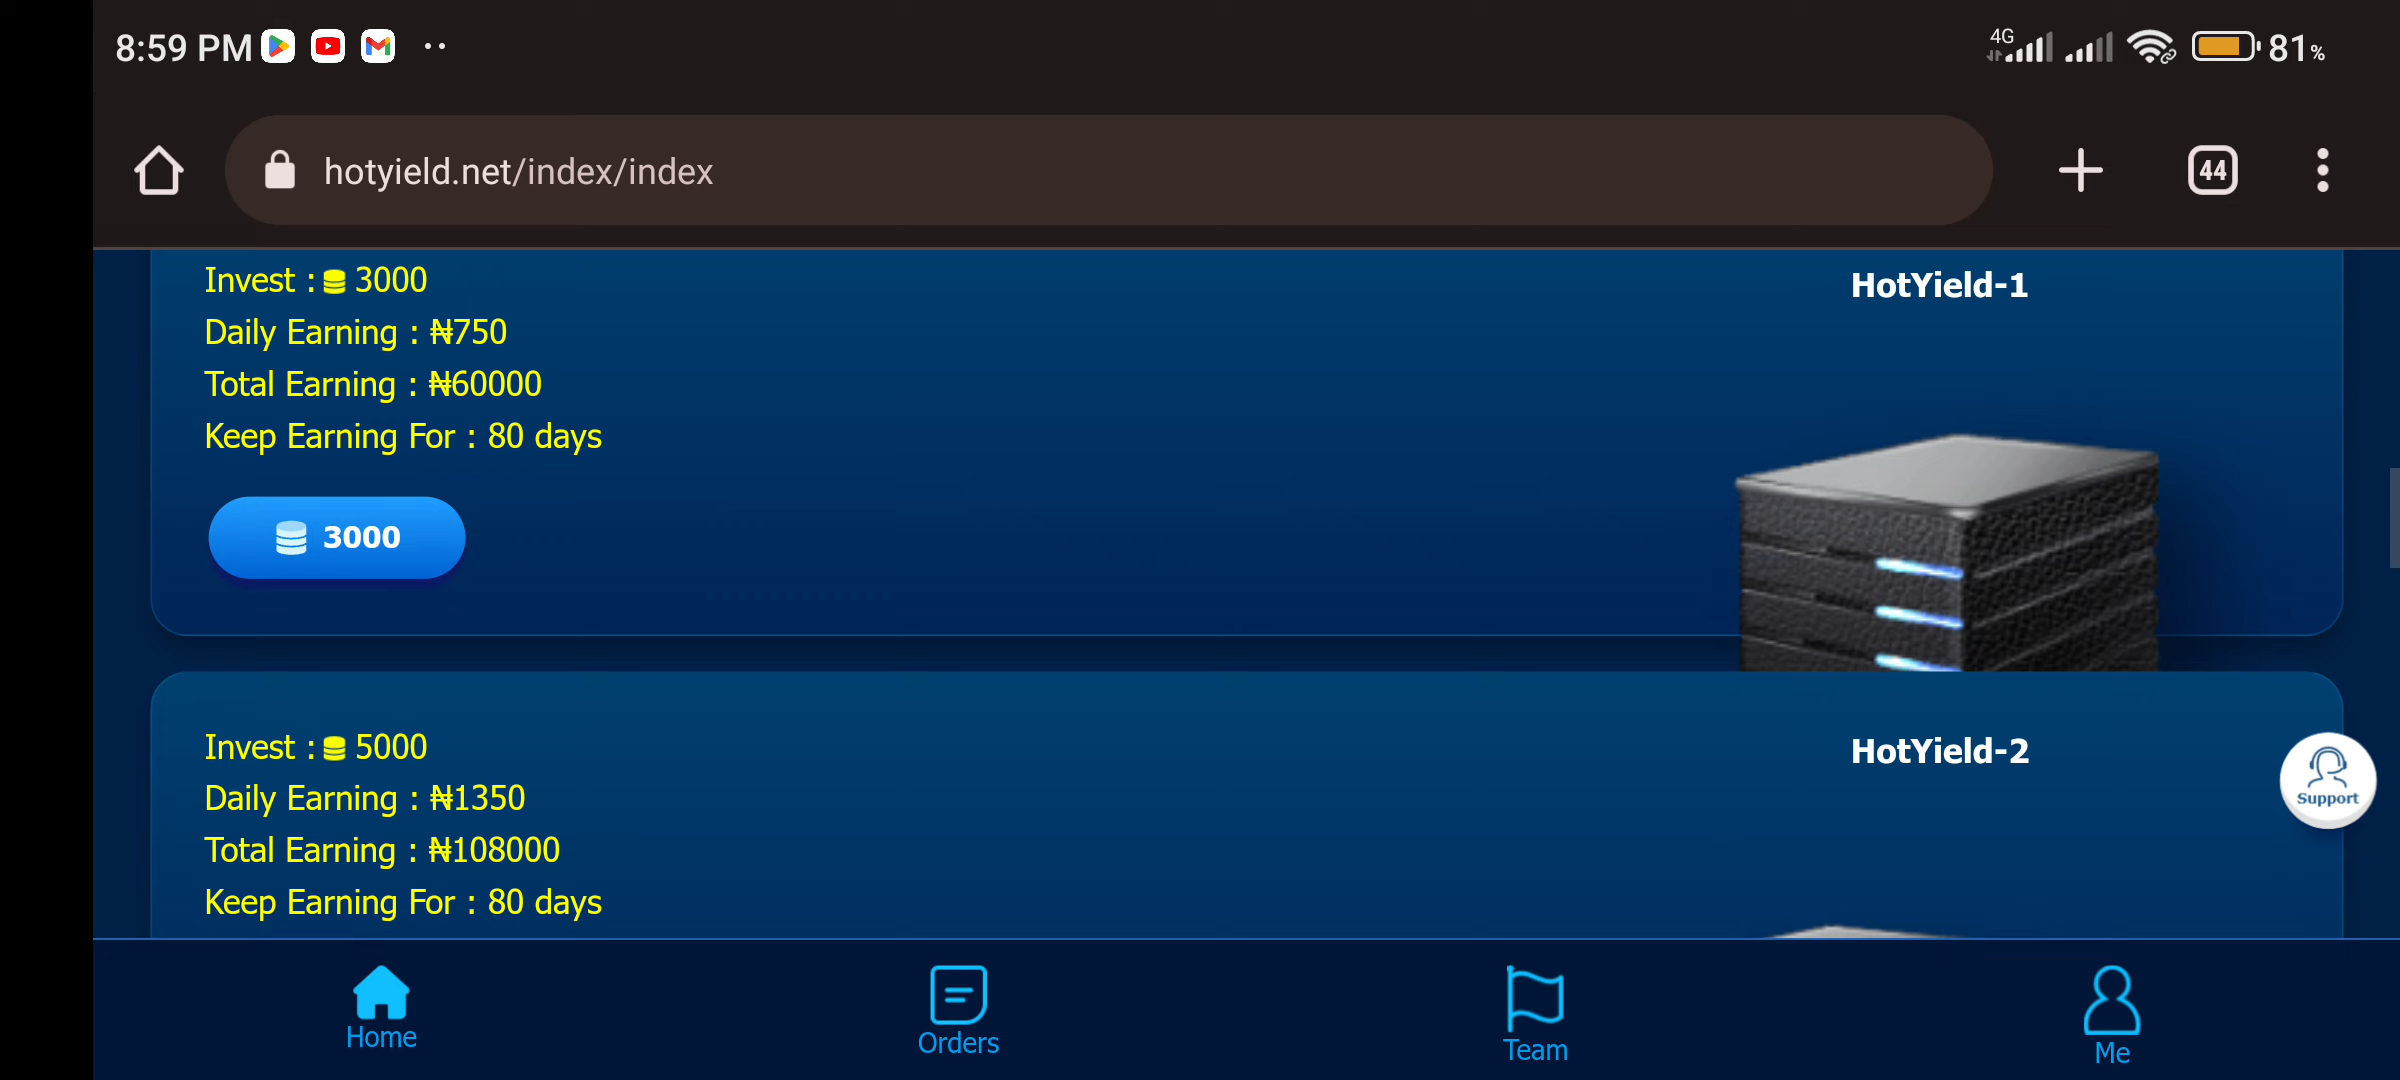 8:59 PM
4G
81%
hotyield.net/index/index
44
Invest : 3000
HotYield-1
Daily Earning : ₦750
Total Earning : ₦60000
Keep Earning For : 80 days
3000
Invest : 5000
HotYield-2
Daily Earning : ₦1350
Total Earning : ₦108000
Keep Earning For : 80 days
Support
Home
Orders
Team
Me